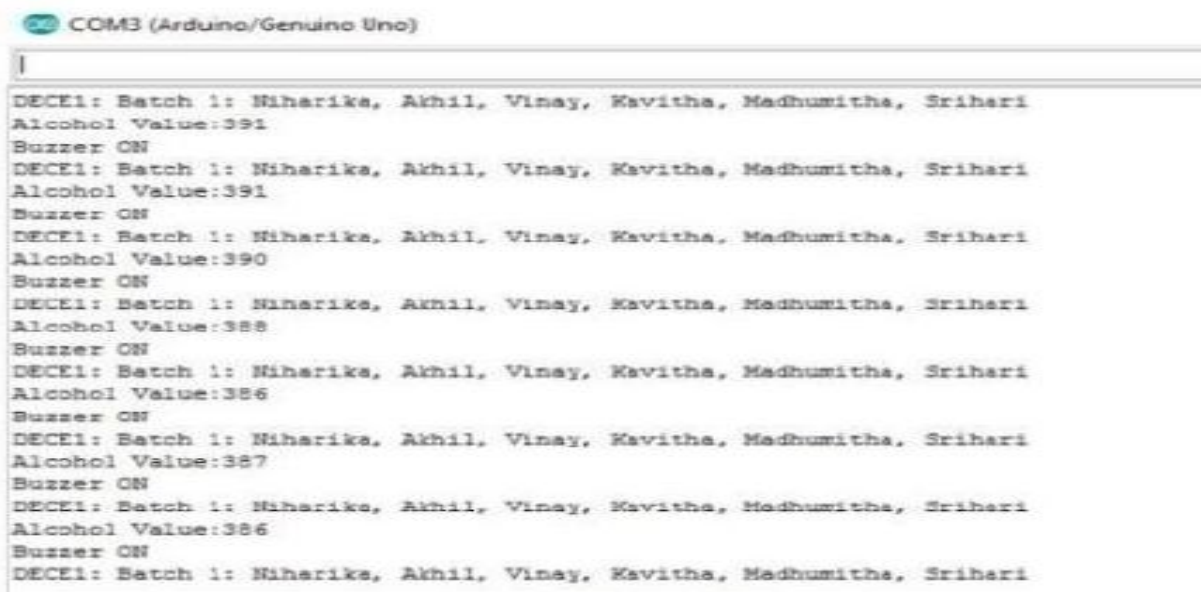 COM3 (Arduino/Genuino Uno)
DECE1: Batch 1: Niharika, Akhil, Vinay, Kavitha, Madhumitha, Srihari
Alcohol Value:391
Buzzer ON
DECE1: Batch 1: Niharika, Akhil, Vinay, Kavitha, Madhumitha, Srihari
Alcohol Value:391
Buzzer ON
DECE1: Batch 1: Niharika, Akhil, Vinay, Kavitha, Madhumitha, Srihari
Alcohol Value:390
Buzzer ON
DECE1: Batch 1: Niharika, Akhil, Vinay, Kavitha, Madhumitha, Srihari
Alcohol Value:388
Buzzer ON
DECE1: Batch 1: Niharika, Akhil, Vinay, Kavitha, Madhumitha, Srihari
Alcohol Value:386
Buzzer ON
DECE1: Batch 1: Niharika, Akhil, Vinay, Kavitha, Madhumitha, Srihari
Alcohol Value:387
Buzzer ON
DECE1: Batch 1: Niharika, Akhil, Vinay, Kavitha, Madhumitha, Srihari
Alcohol Value:386
Buzzer ON
DECE1: Batch 1: Niharika, Akhil, Vinay, Kavitha, Madhumitha, Srihari